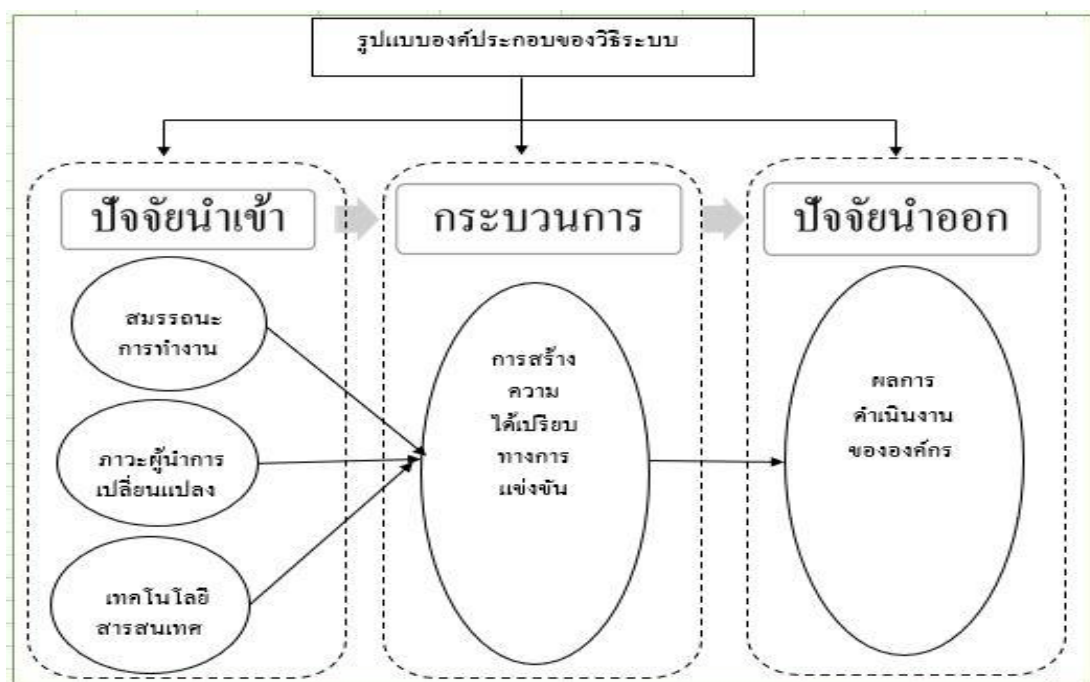 รูปแบบองค์ประกอบของวิธีระบบ
ปัจจัยนำเข้า
กระบวนการ
ปัจจัยนำออก
สมรรถนะ
การทำงาน
ภาวะผู้นำการ
เปลี่ยนแปลง
เทคโนโลยี
สารสนเทศ
การสร้าง
ความ
ได้เปรียบ
ทางการ
แข่งขัน
ผลการ
ดำเนินงาน
ขององค์กร